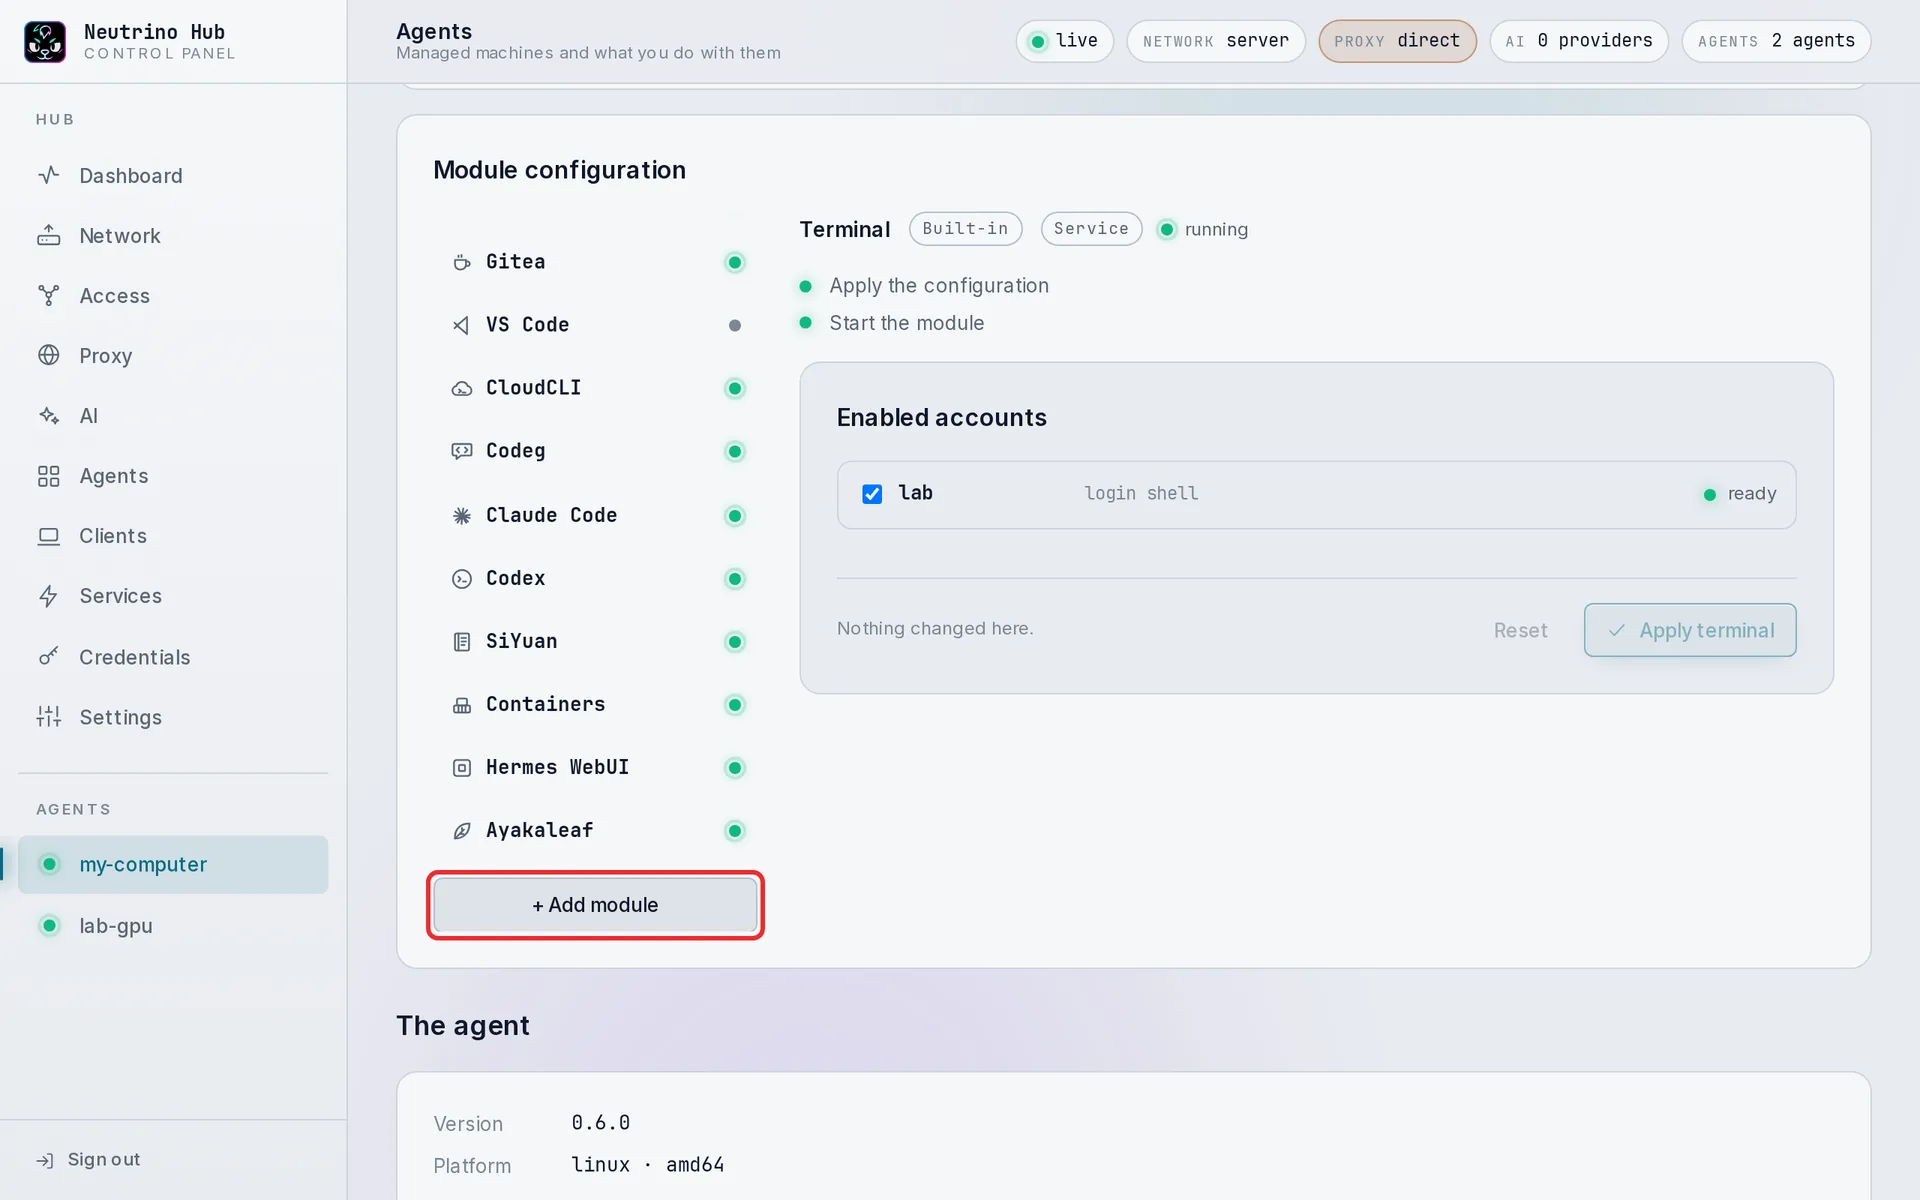 Neutrino Hub
CONTROL PANEL
Agents
Managed machines and what you do with them
live
NETWORK server
PROXY direct
AI 0 providers
AGENTS 2 agents
HUB
Dashboard
Network
Access
Proxy
AI
Agents
Clients
Services
Credentials
Settings
AGENTS
my-computer
lab-gpu
Sign out
Module configuration
Gitea
VS Code
CloudCLI
Codeg
Claude Code
Codex
SiYuan
Containers
Hermes WebUI
Ayakaleaf
+ Add module
Terminal Built-in Service running
Apply the configuration
Start the module
Enabled accounts
lab login shell ready
Nothing changed here. Reset Apply terminal
The agent
Version 0.6.0
Platform linux · amd64